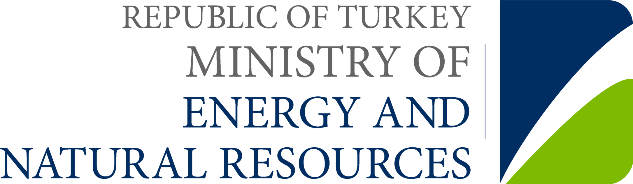 REPUBLIC OF TURKEY
MINISTRY OF
ENERGY AND
NATURAL RESOURCES